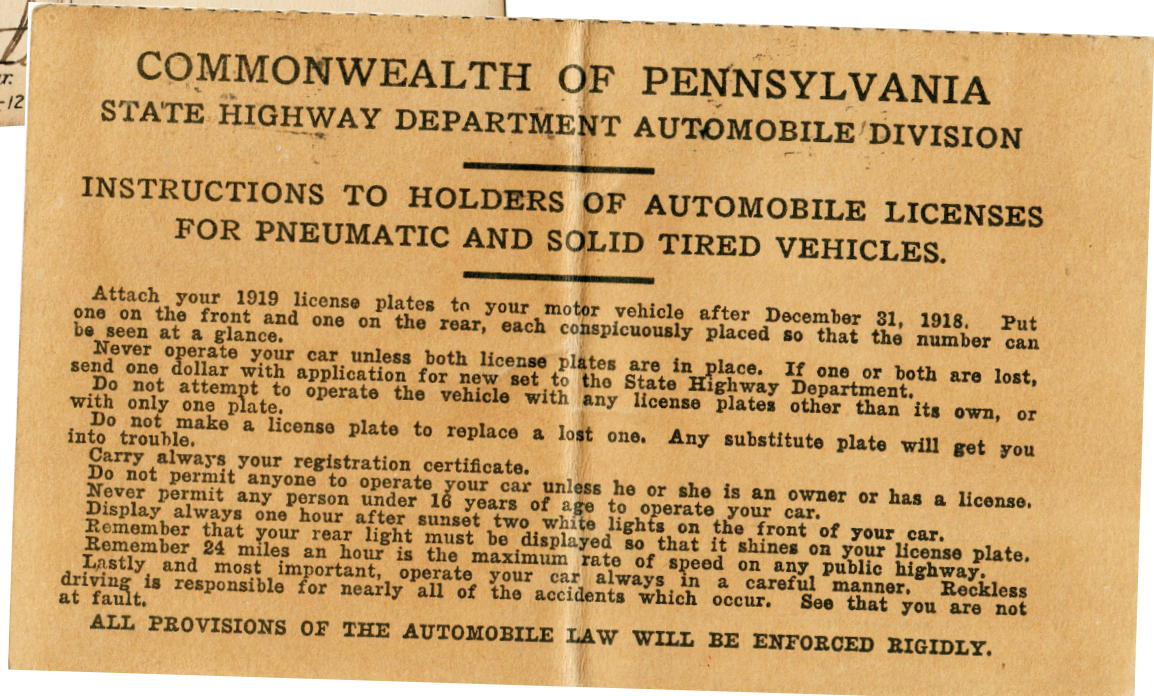 r.
-12
COMMONWEALTH OF PENNSYLVANIA
STATE HIGHWAY DEPARTMENT AUTOMOBILE DIVISION
INSTRUCTIONS TO HOLDERS OF AUTOMOBILE LICENSES
FOR PNEUMATIC AND SOLID TIRED VEHICLES.
Attach your 1919 license plates to your motor vehicle after December 31, 1918. Put
one on the front and one on the rear, each conspicuously placed so that the number can
be seen at a glance.
Never operate your car unless both license plates are in place. If one or both are lost,
send one dollar with application for new set to the State Highway Department.
Do not attempt to operate the vehicle with any license plates other than its own, or
with only one plate.
Do not make a license plate to replace a lost one. Any substitute plate will get you
into trouble.
Carry always your registration certificate.
Do not permit anyone to operate your car unless he or she is an owner or has a license.
Never permit any person under 16 years of age to operate your car.
Display always one hour after sunset two white lights on the front of your car.
Remember that your rear light must be displayed so that it shines on your license plate.
Remember 24 miles an hour is the maximum rate of speed on any public highway.
Lastly and most important, operate your car always in a careful manner. Reckless
driving is responsible for nearly all of the accidents which occur. See that you are not
at fault.
ALL PROVISIONS OF THE AUTOMOBILE LAW WILL BE ENFORCED RIGIDLY.